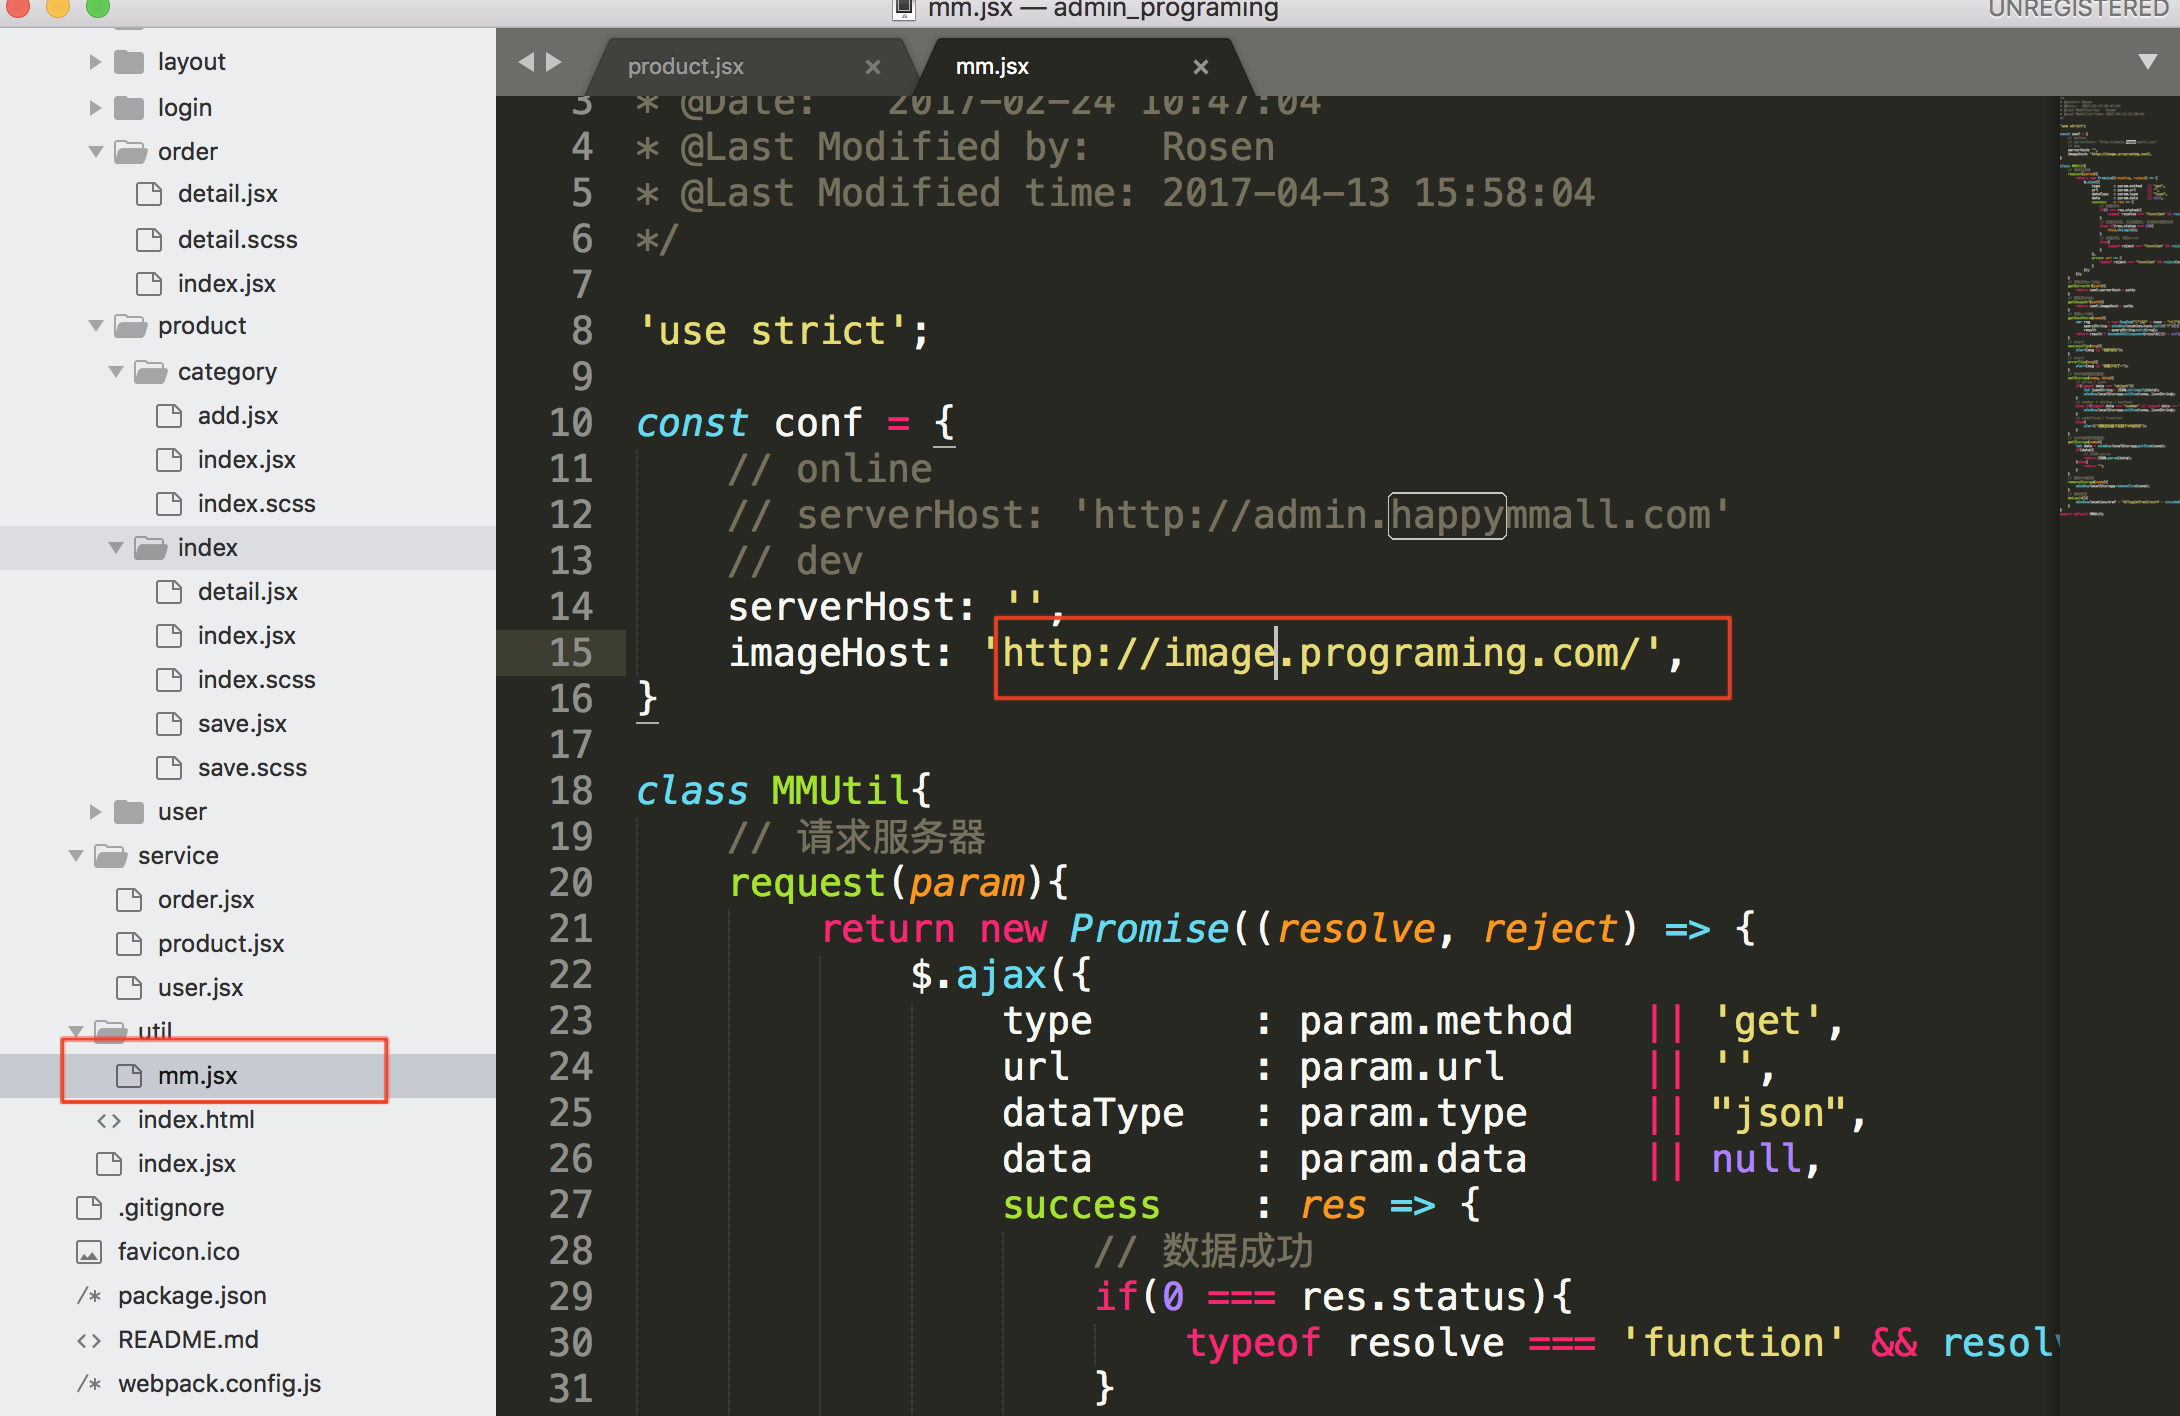 mm.jsx — admin_programing
UNREGISTERED
layout
login
order
detail.jsx
detail.scss
index.jsx
product
category
add.jsx
index.jsx
index.scss
index
detail.jsx
index.jsx
index.scss
save.jsx
save.scss
user
service
order.jsx
product.jsx
user.jsx
util
mm.jsx
<> index.html
index.jsx
.gitignore
favicon.ico
/* package.json
<> README.md
/* webpack.config.js
product.jsx ×
mm.jsx ×
3 * @Date:   2017-02-24 10:47:04
4 * @Last Modified by:   Rosen
5 * @Last Modified time: 2017-04-13 15:58:04
6 */
7
8 'use strict';
9
10 const conf = {
11     // online
12     // serverHost: 'http://admin.happymmall.com'
13     // dev
14     serverHost: '',
15     imageHost: 'http://image.programing.com/',
16 }
17
18 class MMUtil{
19     // 请求服务器
20     request(param){
21         return new Promise((resolve, reject) => {
22             $.ajax({
23                 type       : param.method   || 'get',
24                 url        : param.url      || '',
25                 dataType   : param.type     || "json",
26                 data       : param.data     || null,
27                 success    : res => {
28                     // 数据成功
29                     if(0 === res.status){
30                         typeof resolve === 'function' && resolv
31                     }